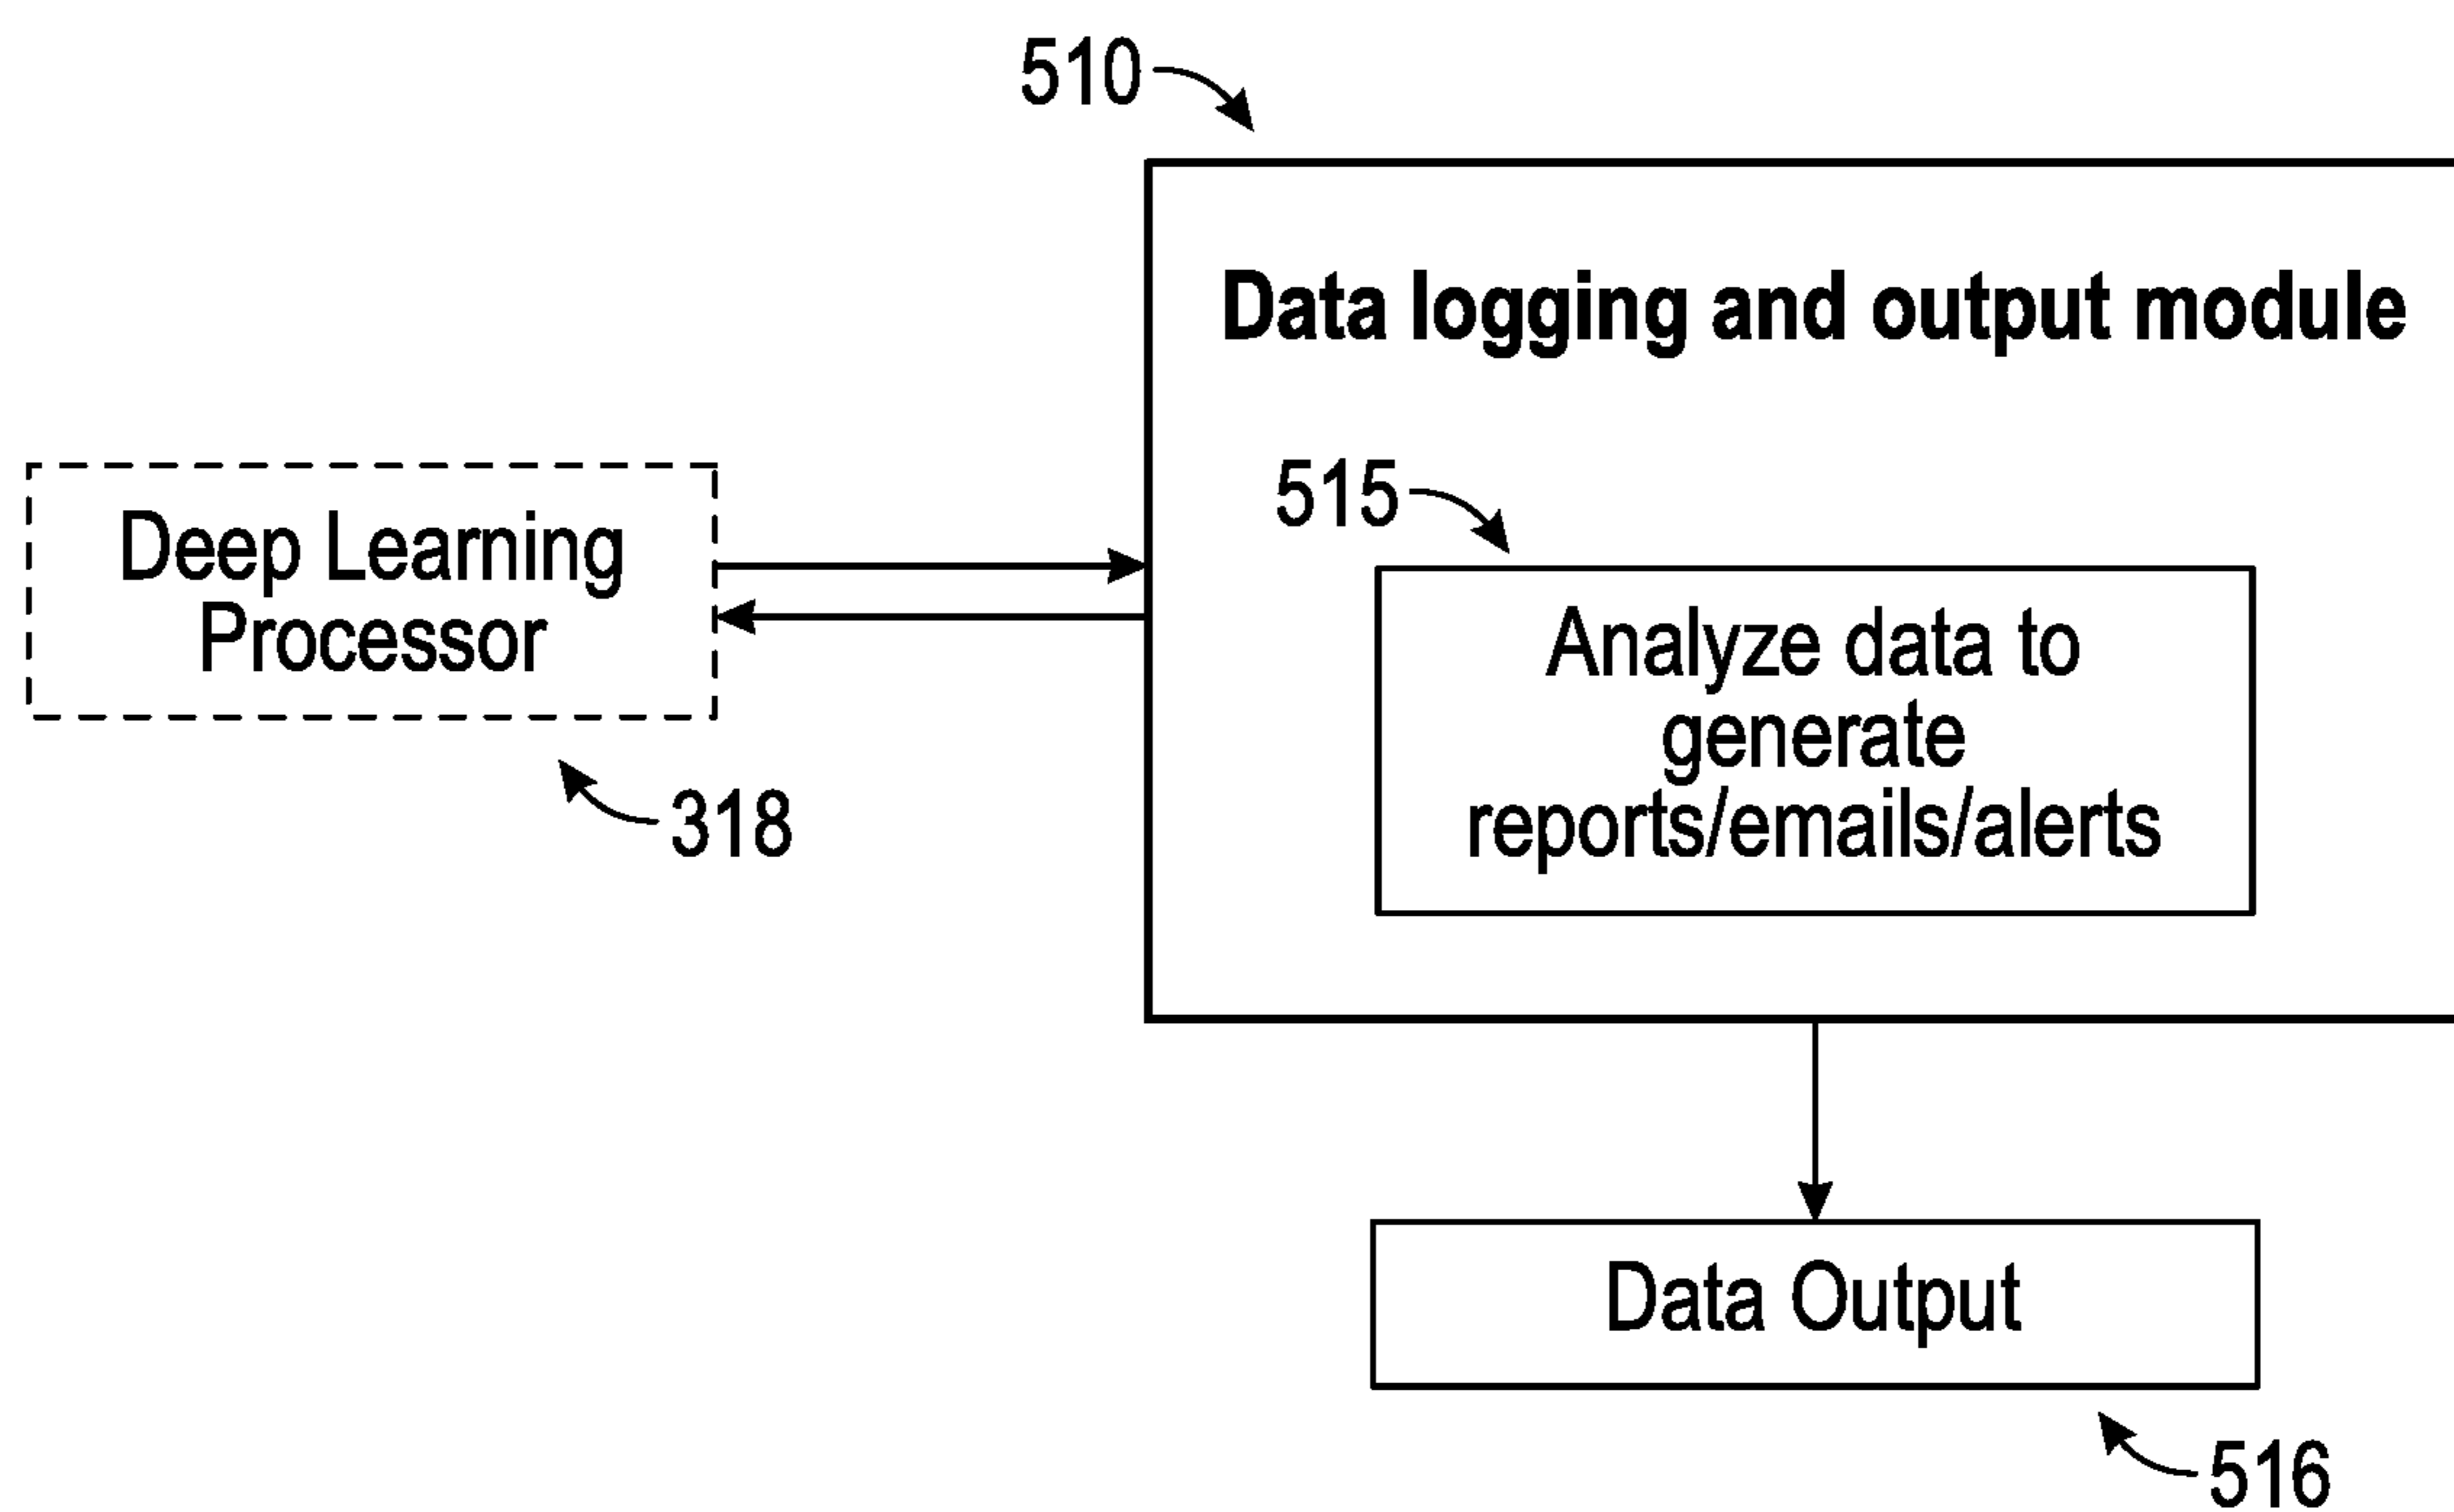 510
Data logging and output module
515
Deep Learning
Processor
Analyze data to
generate
reports/emails/alerts
318
Data Output
516